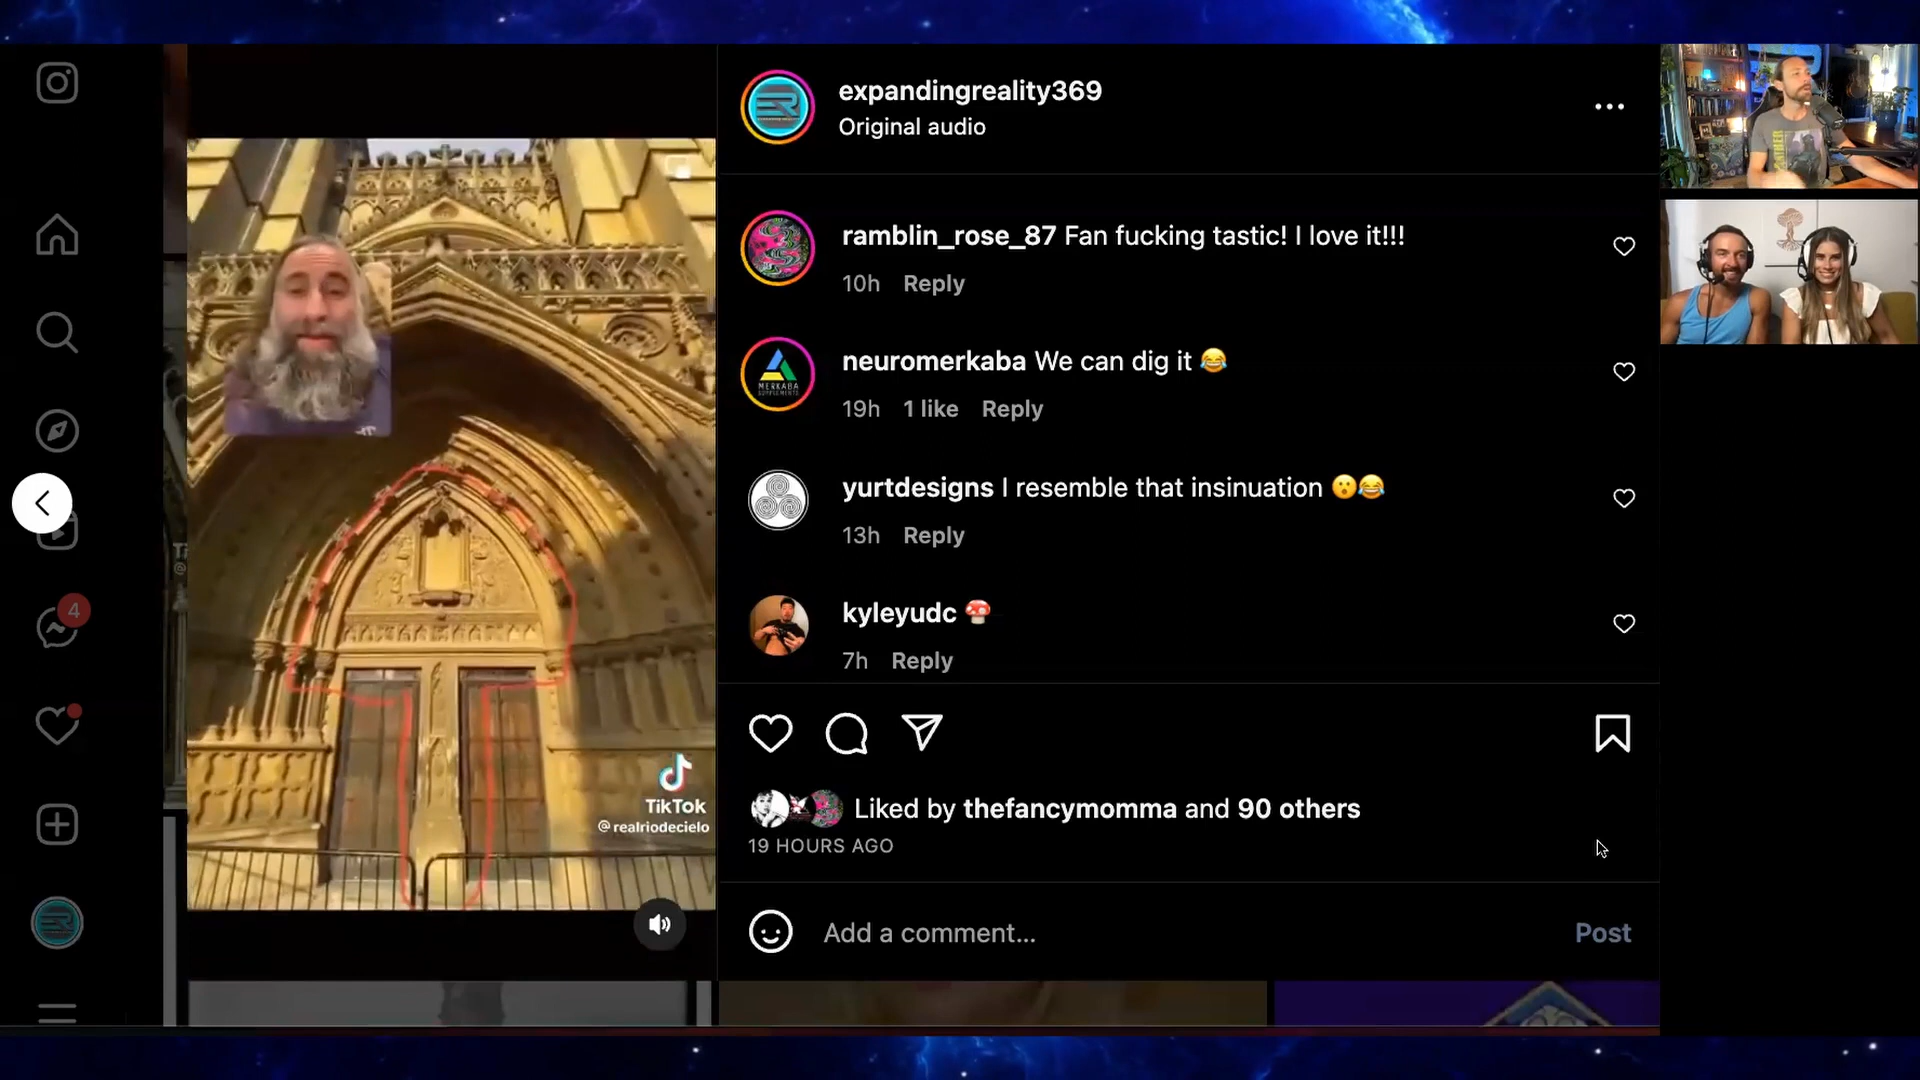 expandingreality369
Original audio
ramblin_rose_87 Fan fucking tastic! I love it!!!
10h Reply
neuromerkaba We can dig it 😂
19h 1 like Reply
yurtdesigns I resemble that insinuation 😮😂
13h Reply
kyleyudc 🍄
7h Reply
4
TikTok
@realriodecielo
Liked by thefancymomma and 90 others
19 HOURS AGO
Add a comment...
Post
MERKABA
ER